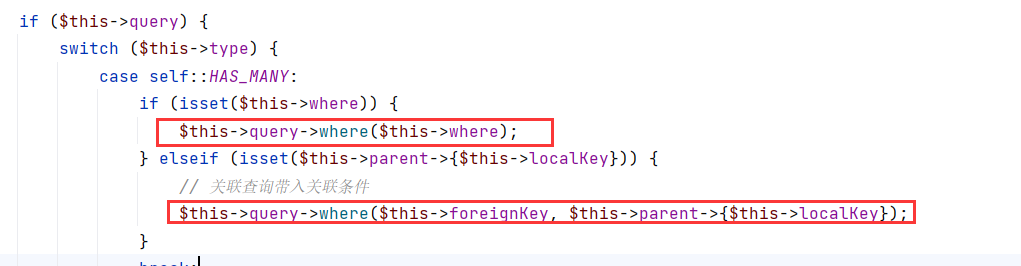 if ($this->query) {
switch ($this->type) {
case self::HAS_MANY:
if (isset($this->where)) {
$this->query->where($this->where);
} elseif (isset($this->parent->{$this->localKey})) {
// 关联查询带入关联条件
$this->query->where($this->foreignKey, $this->parent->{$this->localKey});
}